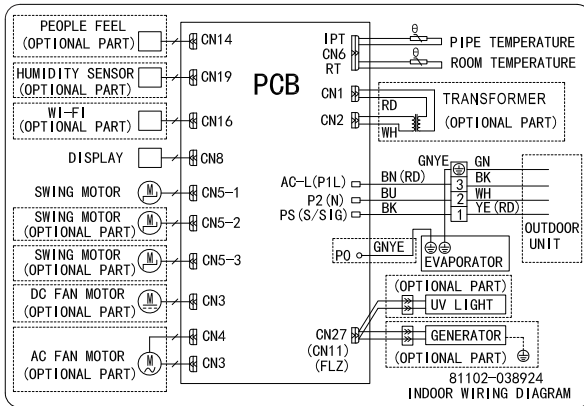 PEOPLE FEEL
(OPTIONAL PART)
CN14
HUMIDITY SENSOR
(OPTIONAL PART)
CN19
WI-FI
(OPTIONAL PART)
CN16
DISPLAY
CN8
SWING MOTOR
M
CN5-1
SWING MOTOR
(OPTIONAL PART)
M
CN5-2
SWING MOTOR
(OPTIONAL PART)
M
CN5-3
DC FAN MOTOR
(OPTIONAL PART)
M
CN3
AC FAN MOTOR
(OPTIONAL PART)
M
CN4
CN3
PCB
IPT
CN6
RT
θ
PIPE TEMPERATURE
θ
ROOM TEMPERATURE
CN1
CN2
RD
WH
TRANSFORMER
(OPTIONAL PART)
AC-L(P1L)
P2(N)
PS(S/SIG)
BN(RD)
BU
BK
GNYE
3
2
1
GN
BK
WH
YE(RD)
OUTDOOR
UNIT
PO
GNYE
EVAPORATOR
CN27
(CN11)
(FLZ)
(OPTIONAL PART)
UV LIGHT
GENERATOR
(OPTIONAL PART)
81102-038924
INDOOR WIRING DIAGRAM